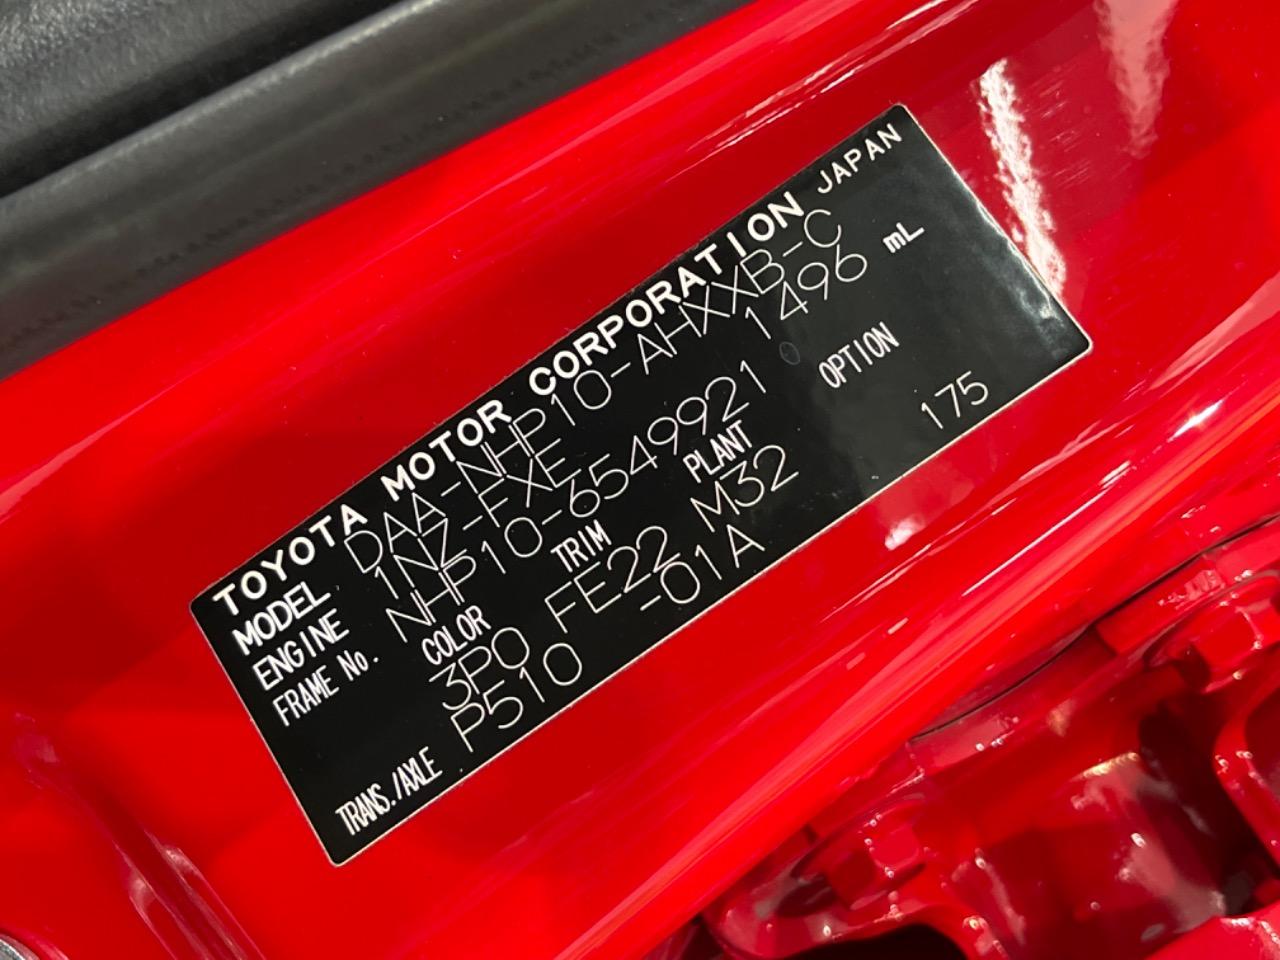 TOYOTA MOTOR CORPORATION JAPAN
MODEL DAA-NHP10-AHXXB-C
ENGINE 1NZ-FXE 1496 mL
FRAME No. NHP10-6549921
COLOR TRIM PLANT OPTION
3P0 FE22 M32 175
TRANS./AXLE P510 -01A